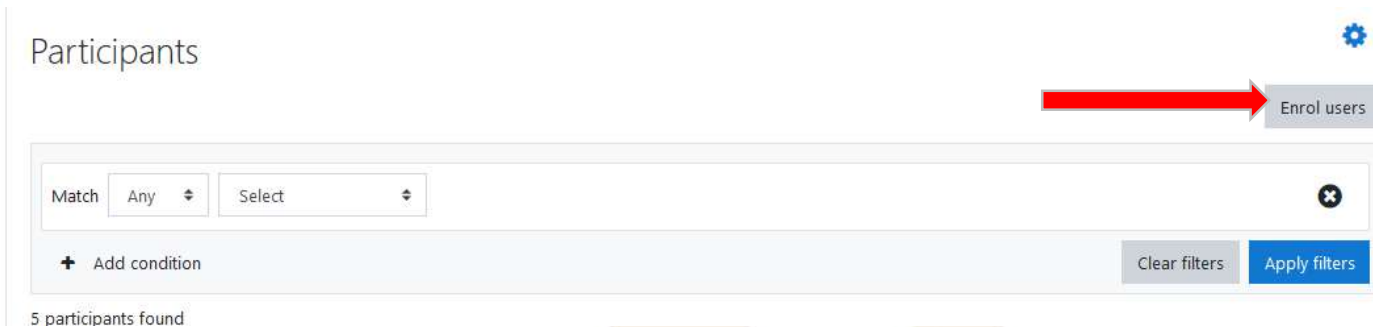 Participants
Enrol users
Match Any Select
Add condition
Clear filters Apply filters
5 participants found